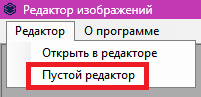 Редактор изображений
Редактор О программе
Открыть в редакторе
Пустой редактор